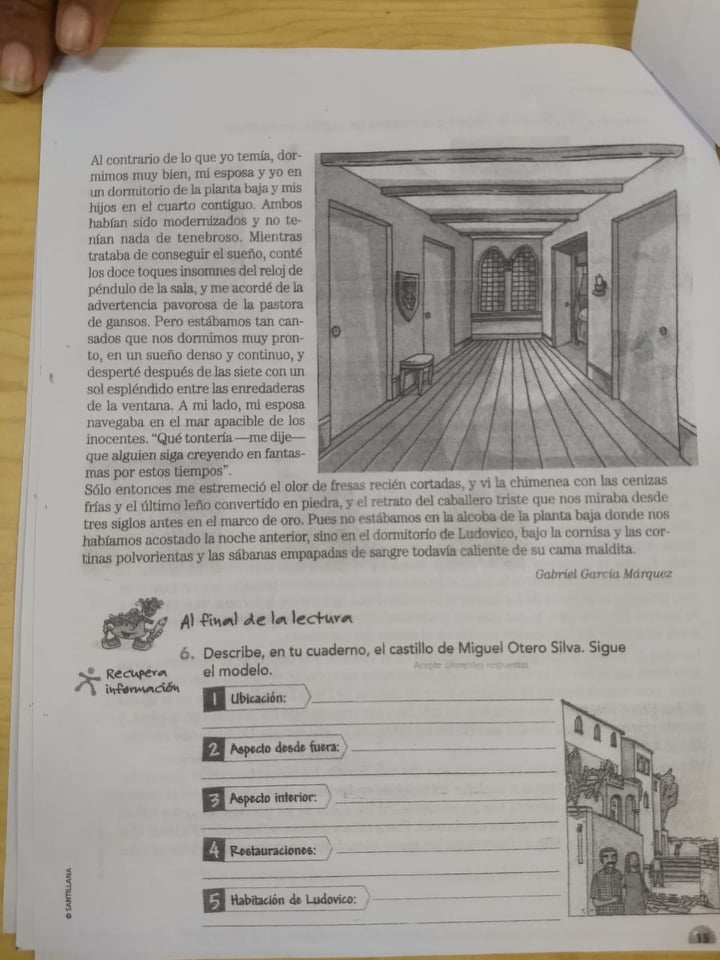 Al contrario de lo que yo temía, dor-
mimos muy bien, mi esposa y yo en
un dormitorio de la planta baja y mis
hijos en el cuarto contiguo. Ambos
habían sido modernizados y no te-
nían nada de tenebroso. Mientras
trataba de conseguir el sueño, conté
los doce toques insomnes del reloj de
péndulo de la sala, y me acordé de la
advertencia pavorosa de la pastora
de gansos. Pero estábamos tan can-
sados que nos dormimos muy pron-
to, en un sueño denso y continuo, y
desperté después de las siete con un
sol espléndido entre las enredaderas
de la ventana. A mi lado, mi esposa
navegaba en el mar apacible de los
inocentes. “Qué tontería —me dije—
que alguien siga creyendo en fantas-
mas por estos tiempos”.
Sólo entonces me estremeció el olor de fresas recién cortadas, y vi la chimenea con las cenizas
frías y el último leño convertido en piedra, y el retrato del caballero triste que nos miraba desde
tres siglos antes en el marco de oro. Pues no estábamos en la alcoba de la planta baja donde nos
habíamos acostado la noche anterior, sino en el dormitorio de Ludovico, bajo la cornisa y las cor-
tinas polvorientas y las sábanas empapadas de sangre todavía caliente de su cama maldita.
Gabriel García Márquez
Al final de la lectura
6. Describe, en tu cuaderno, el castillo de Miguel Otero Silva. Sigue
el modelo.
Acepte diferentes respuestas.
Recupera
información
1 Ubicación:
2 Aspecto desde fuera:
3 Aspecto interior:
4 Restauraciones:
5 Habitación de Ludovico:
© SANTILLANA
15